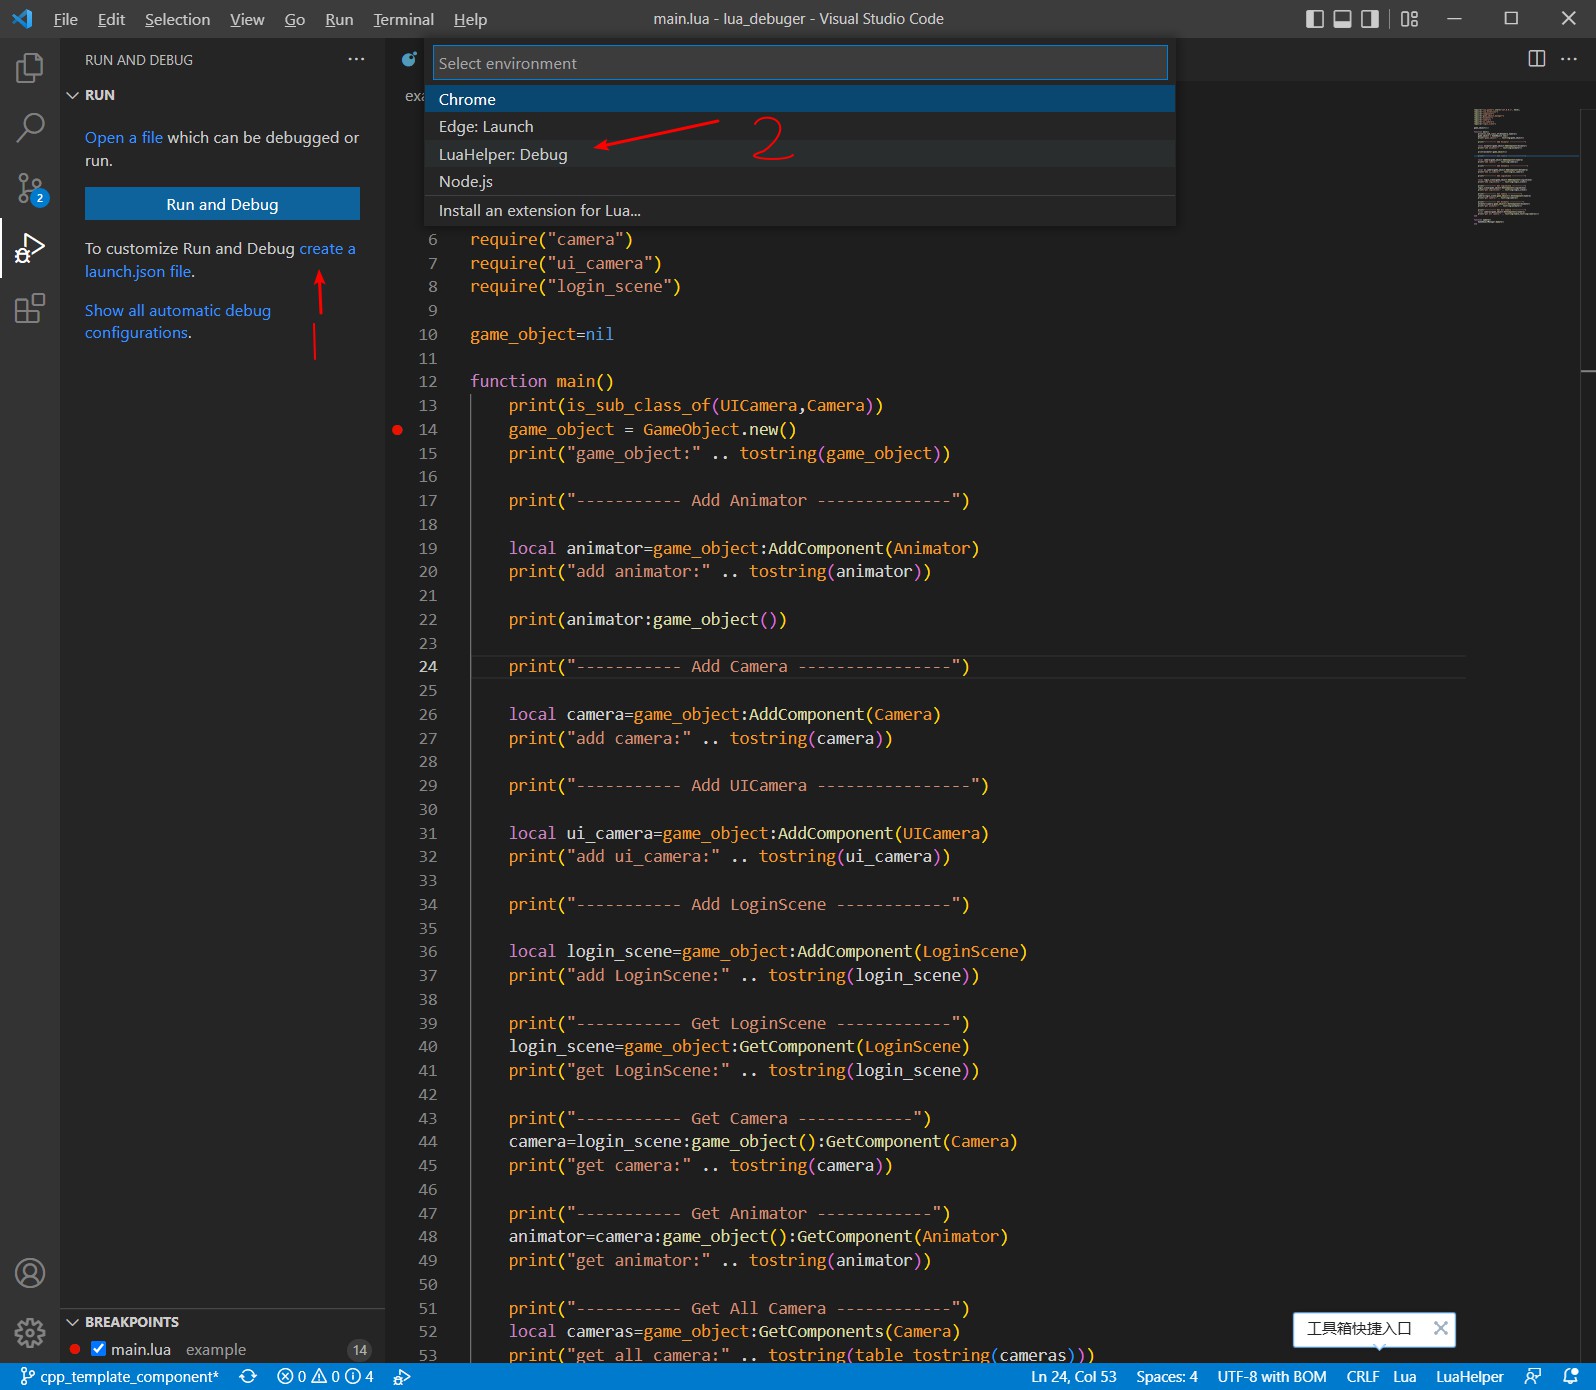 File Edit Selection View Go Run Terminal Help main.lua - lua_debuger - Visual Studio Code
RUN AND DEBUG
RUN
Open a file which can be debugged or
run.
Run and Debug
To customize Run and Debug create a
launch.json file.
Show all automatic debug
configurations.
1
Select environment
Chrome
Edge: Launch
LuaHelper: Debug
Node.js
Install an extension for Lua...
2
exa
6 require("camera")
7 require("ui_camera")
8 require("login_scene")
9
10 game_object=nil
11
12 function main()
13 print(is_sub_class_of(UICamera,Camera))
14 game_object = GameObject.new()
15 print("game_object:" .. tostring(game_object))
16
17 print("----------- Add Animator --------------")
18
19 local animator=game_object:AddComponent(Animator)
20 print("add animator:" .. tostring(animator))
21
22 print(animator:game_object())
23
24 print("----------- Add Camera ----------------")
25
26 local camera=game_object:AddComponent(Camera)
27 print("add camera:" .. tostring(camera))
28
29 print("----------- Add UICamera ----------------")
30
31 local ui_camera=game_object:AddComponent(UICamera)
32 print("add ui_camera:" .. tostring(ui_camera))
33
34 print("----------- Add LoginScene ------------")
35
36 local login_scene=game_object:AddComponent(LoginScene)
37 print("add LoginScene:" .. tostring(login_scene))
38
39 print("----------- Get LoginScene ------------")
40 login_scene=game_object:GetComponent(LoginScene)
41 print("get LoginScene:" .. tostring(login_scene))
42
43 print("----------- Get Camera ------------")
44 camera=login_scene:game_object():GetComponent(Camera)
45 print("get camera:" .. tostring(camera))
46
47 print("----------- Get Animator ------------")
48 animator=camera:game_object():GetComponent(Animator)
49 print("get animator:" .. tostring(animator))
50
51 print("----------- Get All Camera ------------")
52 local cameras=game_object:GetComponents(Camera)
53 print("get all camera:" .. tostring(table_tostring(cameras)))
BREAKPOINTS
main.lua example 14
工具箱快捷入口
2
cpp_template_component* 0 0 4 Ln 24, Col 53 Spaces: 4 UTF-8 with BOM CRLF Lua LuaHelper